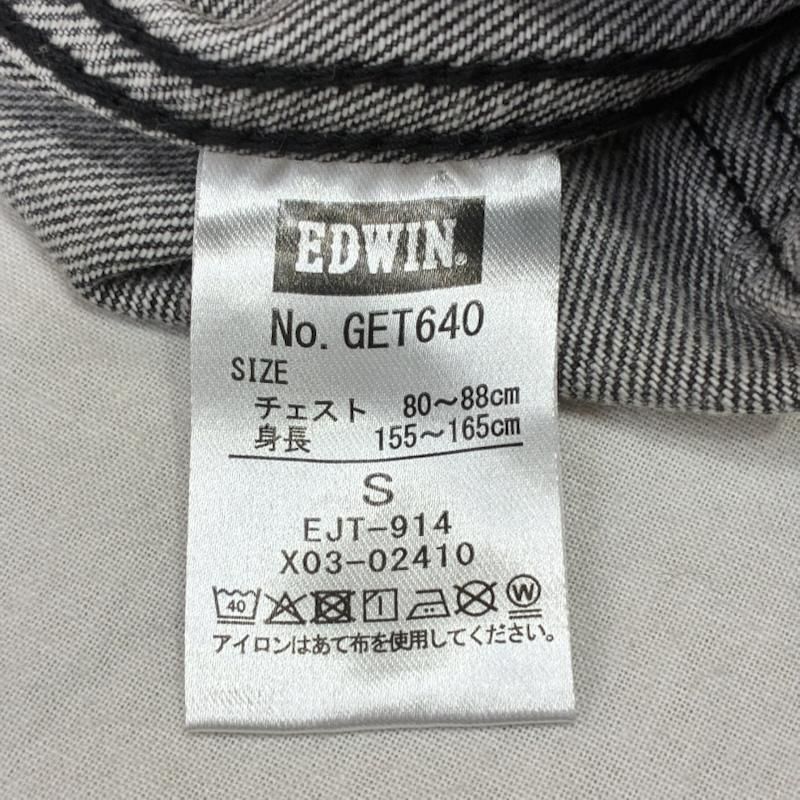 EDWIN®
No. GET640
SIZE
チェスト 80〜88cm
身長 155〜165cm
S
EJT-914
X03-02410
40 W
アイロンはあて布を使用してください。